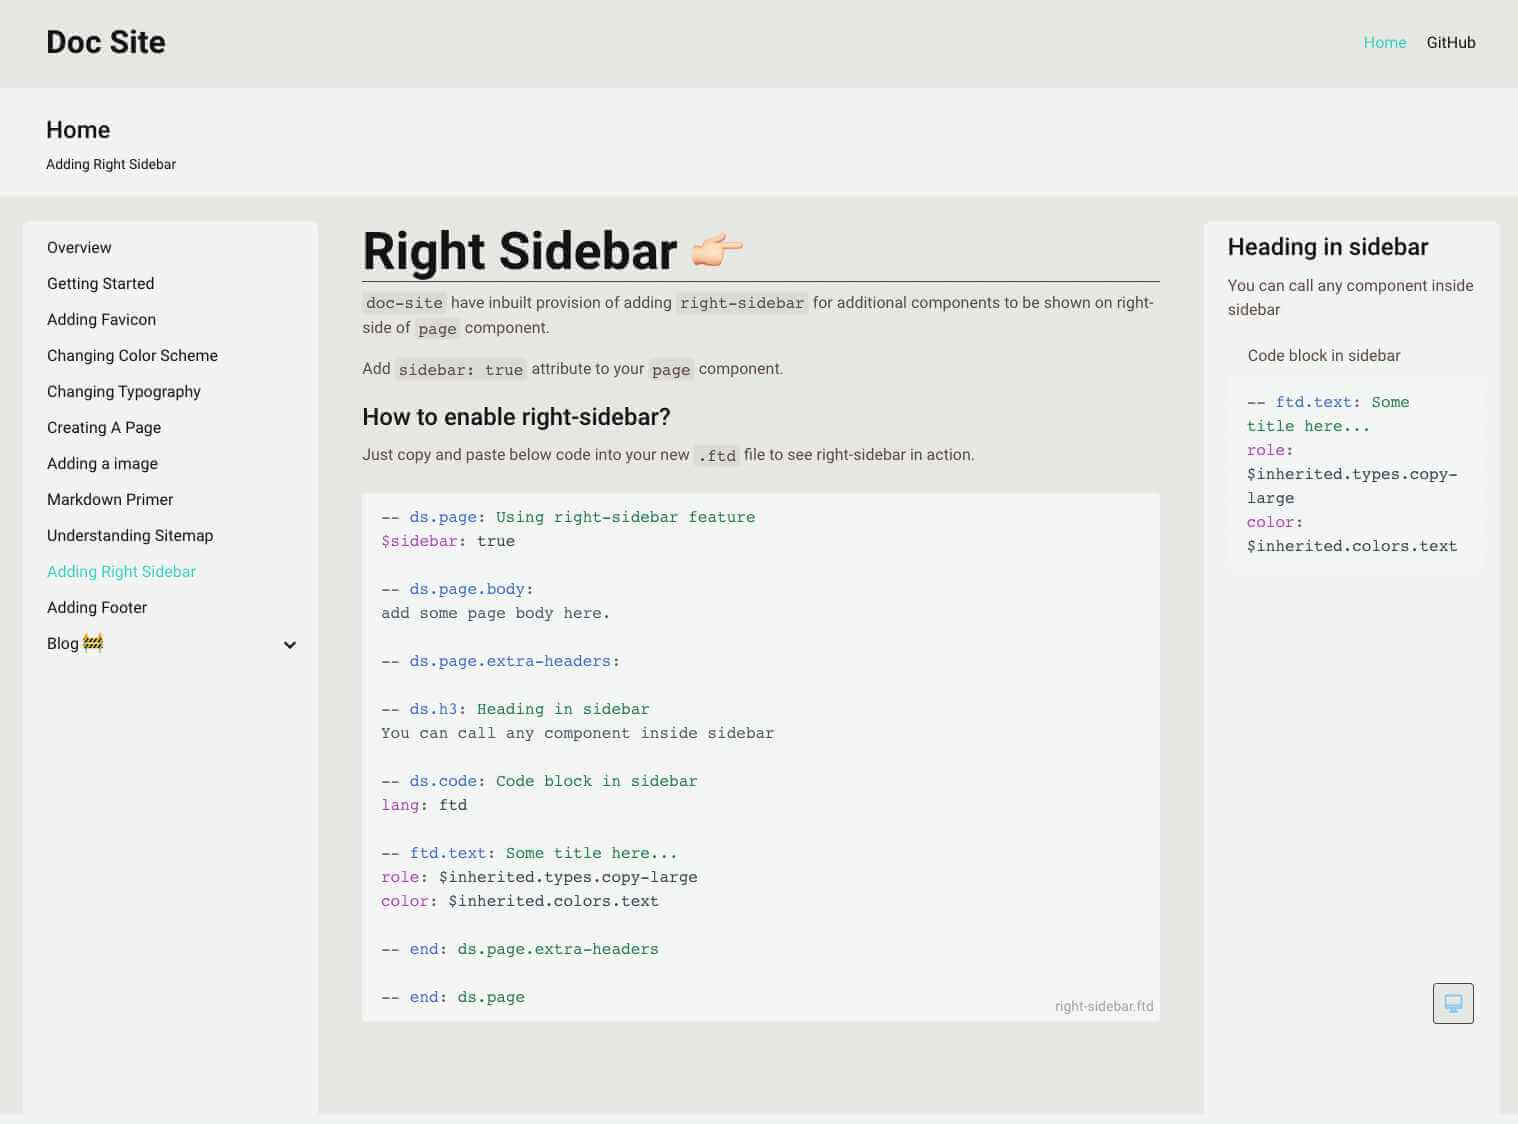 Doc Site
Home GitHub
Home
Adding Right Sidebar
Overview
Getting Started
Adding Favicon
Changing Color Scheme
Changing Typography
Creating A Page
Adding a image
Markdown Primer
Understanding Sitemap
Adding Right Sidebar
Adding Footer
Blog 🚧
Right Sidebar 👉🏻
doc-site have inbuilt provision of adding right-sidebar for additional components to be shown on right-
side of page component.
Add sidebar: true attribute to your page component.
How to enable right-sidebar?
Just copy and paste below code into your new .ftd file to see right-sidebar in action.
-- ds.page: Using right-sidebar feature
$sidebar: true
-- ds.page.body:
add some page body here.
-- ds.page.extra-headers:
-- ds.h3: Heading in sidebar
You can call any component inside sidebar
-- ds.code: Code block in sidebar
lang: ftd
-- ftd.text: Some title here...
role: $inherited.types.copy-large
color: $inherited.colors.text
-- end: ds.page.extra-headers
-- end: ds.page
right-sidebar.ftd
Heading in sidebar
You can call any component inside
sidebar
Code block in sidebar
-- ftd.text: Some
title here...
role:
$inherited.types.copy-
large
color:
$inherited.colors.text